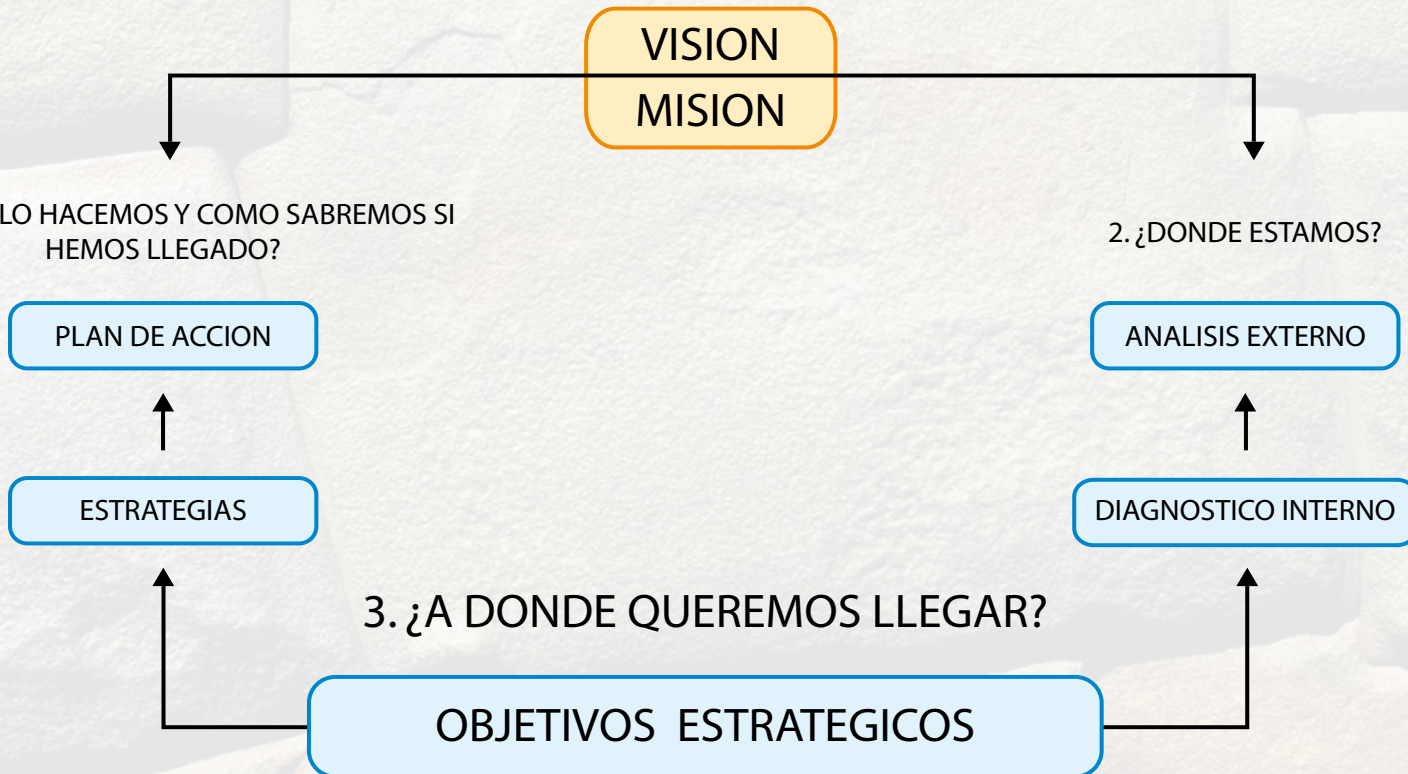 VISION
MISION
LO HACEMOS Y COMO SABREMOS SI
HEMOS LLEGADO?
2. ¿DONDE ESTAMOS?
PLAN DE ACCION
ANALISIS EXTERNO
ESTRATEGIAS
DIAGNOSTICO INTERNO
3. ¿A DONDE QUEREMOS LLEGAR?
OBJETIVOS ESTRATEGICOS